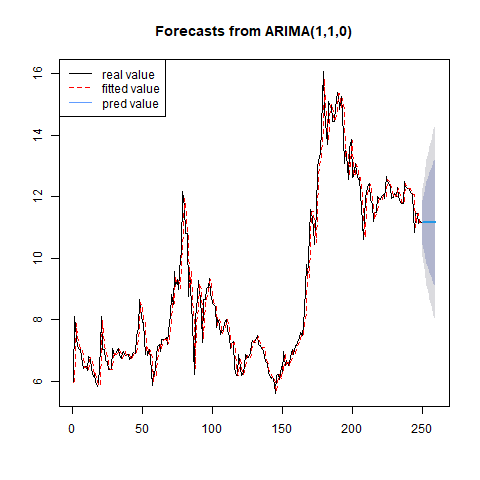 Forecasts from ARIMA(1,1,0)
real value
fitted value
pred value
16
14
12
10
8
6
0 50 100 150 200 250